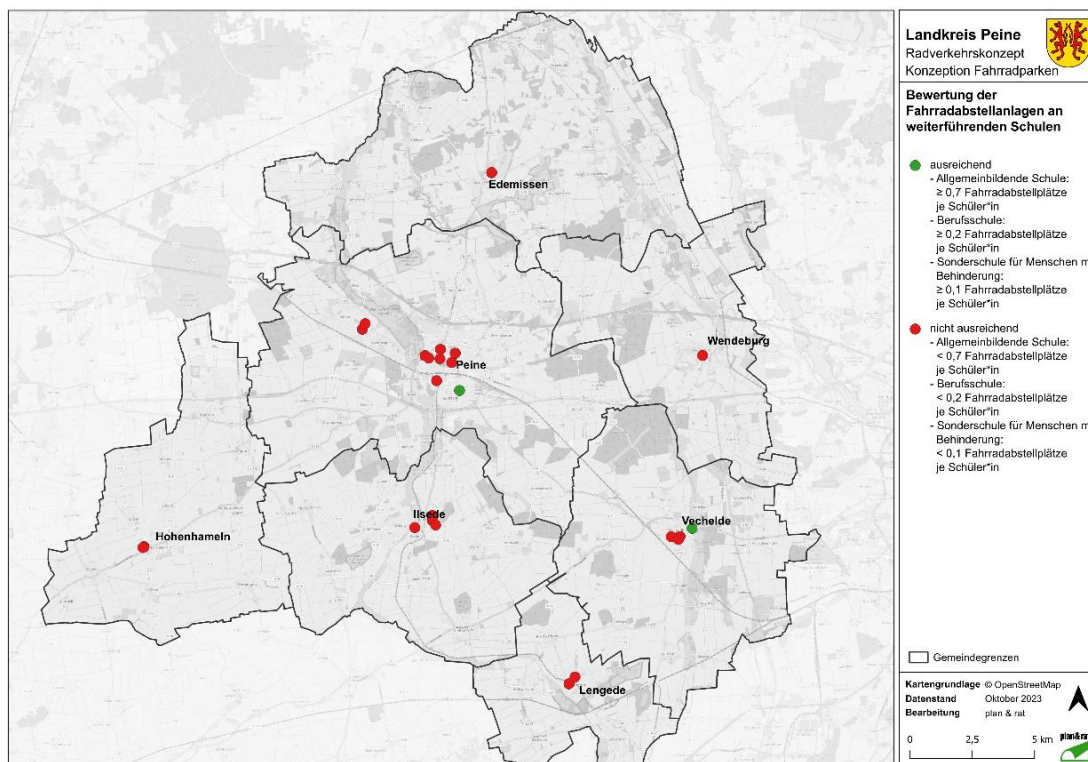 Landkreis Peine
Radverkehrskonzept
Konzeption Fahrradparken
Bewertung der
Fahrradabstellanlagen an
weiterführenden Schulen
ausreichend
- Allgemeinbildende Schule:
≥ 0,7 Fahrradabstellplätze
je Schüler*in
- Berufsschule:
≥ 0,2 Fahrradabstellplätze
je Schüler*in
- Sonderschule für Menschen m
Behinderung:
≥ 0,1 Fahrradabstellplätze
je Schüler*in
nicht ausreichend
- Allgemeinbildende Schule:
< 0,7 Fahrradabstellplätze
je Schüler*in
- Berufsschule:
< 0,2 Fahrradabstellplätze
je Schüler*in
- Sonderschule für Menschen m
Behinderung:
< 0,1 Fahrradabstellplätze
je Schüler*in
Gemeindegrenzen
Kartengrundlage © OpenStreetMap
Datenstand Oktober 2023
Bearbeitung plan & rat
0 2,5 5 km
plan&ra
Edemissen
Wendeburg
Peine
Ilsede
Vechelde
Hohenhameln
Lengede